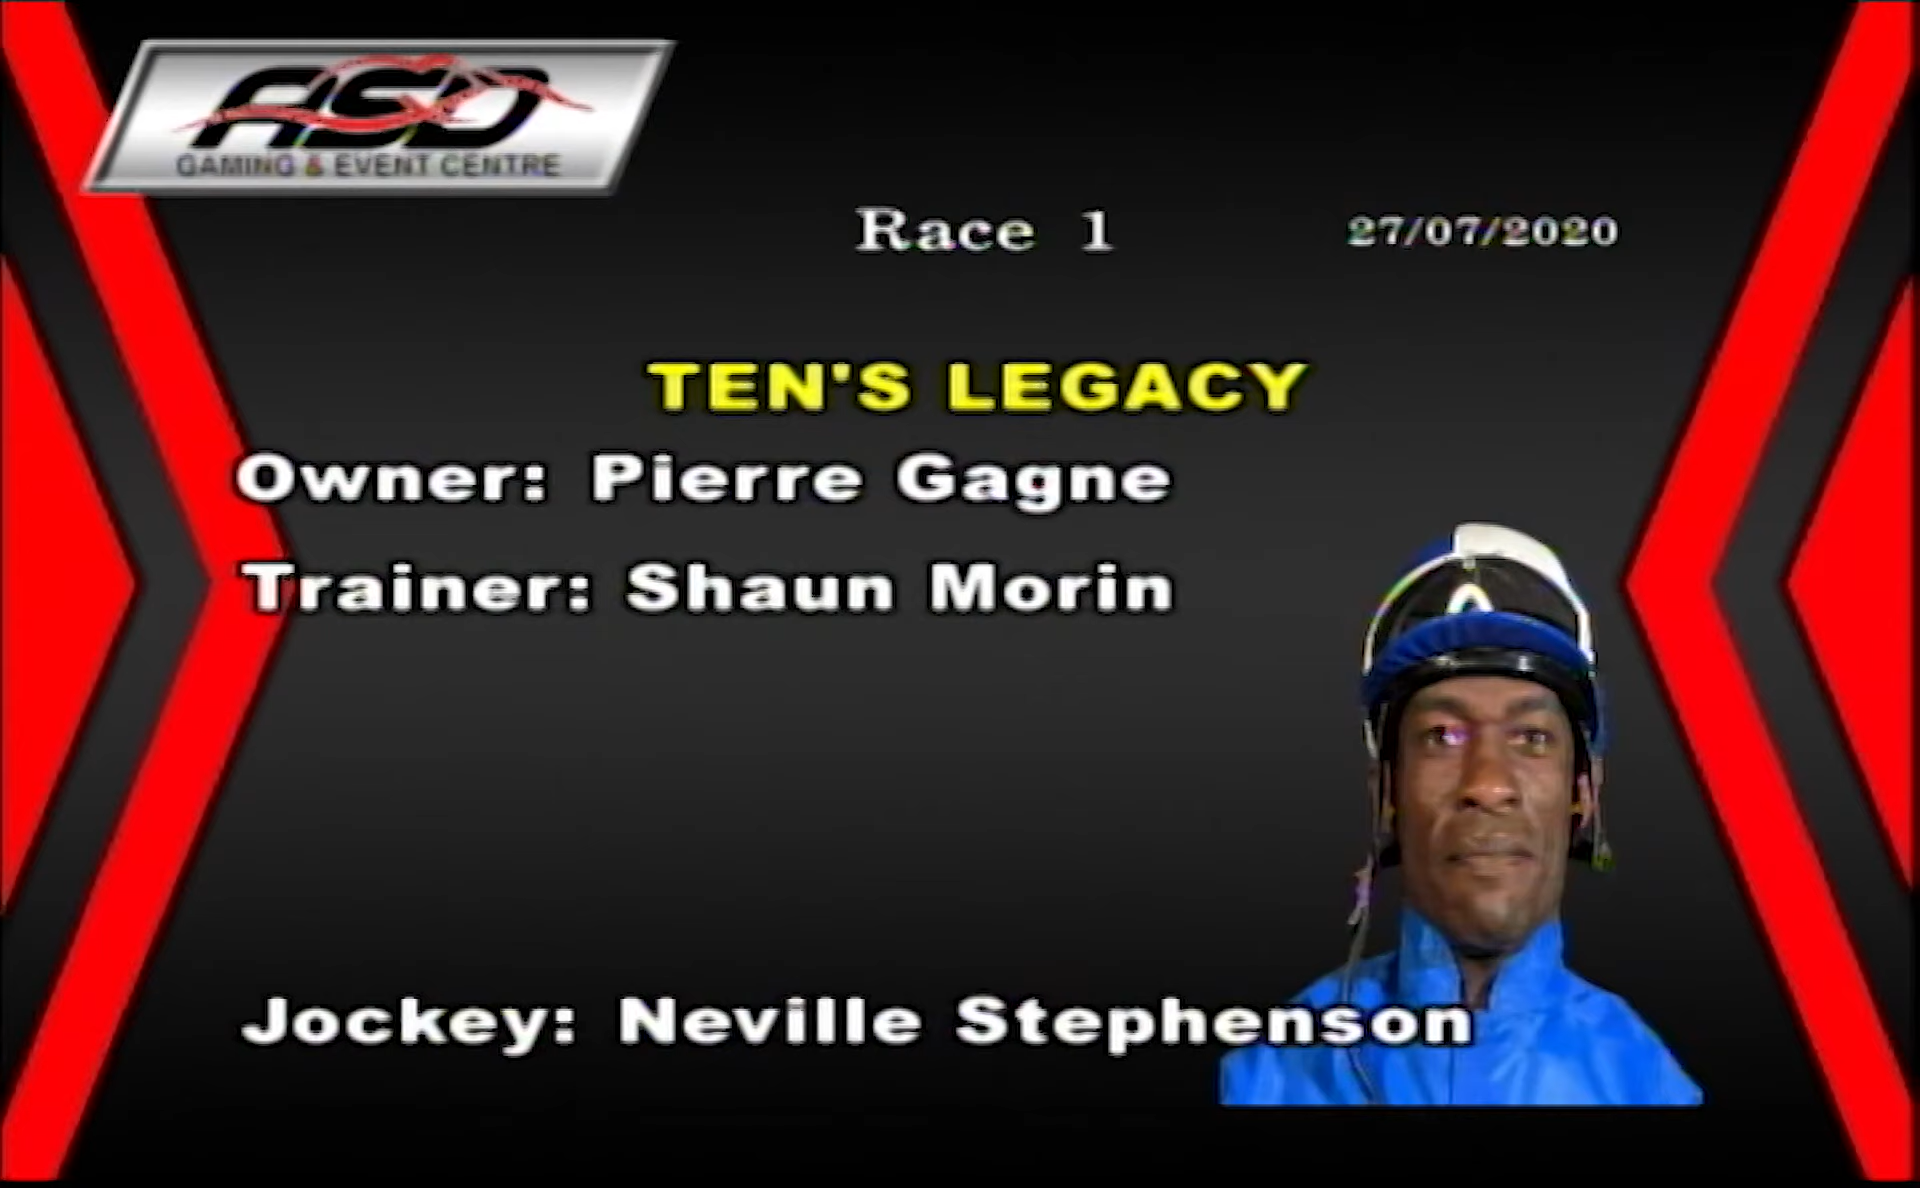 ASD
GAMING & EVENT CENTRE
Race 1
27/07/2020
TEN'S LEGACY
Owner: Pierre Gagne
Trainer: Shaun Morin
Jockey: Neville Stephenson